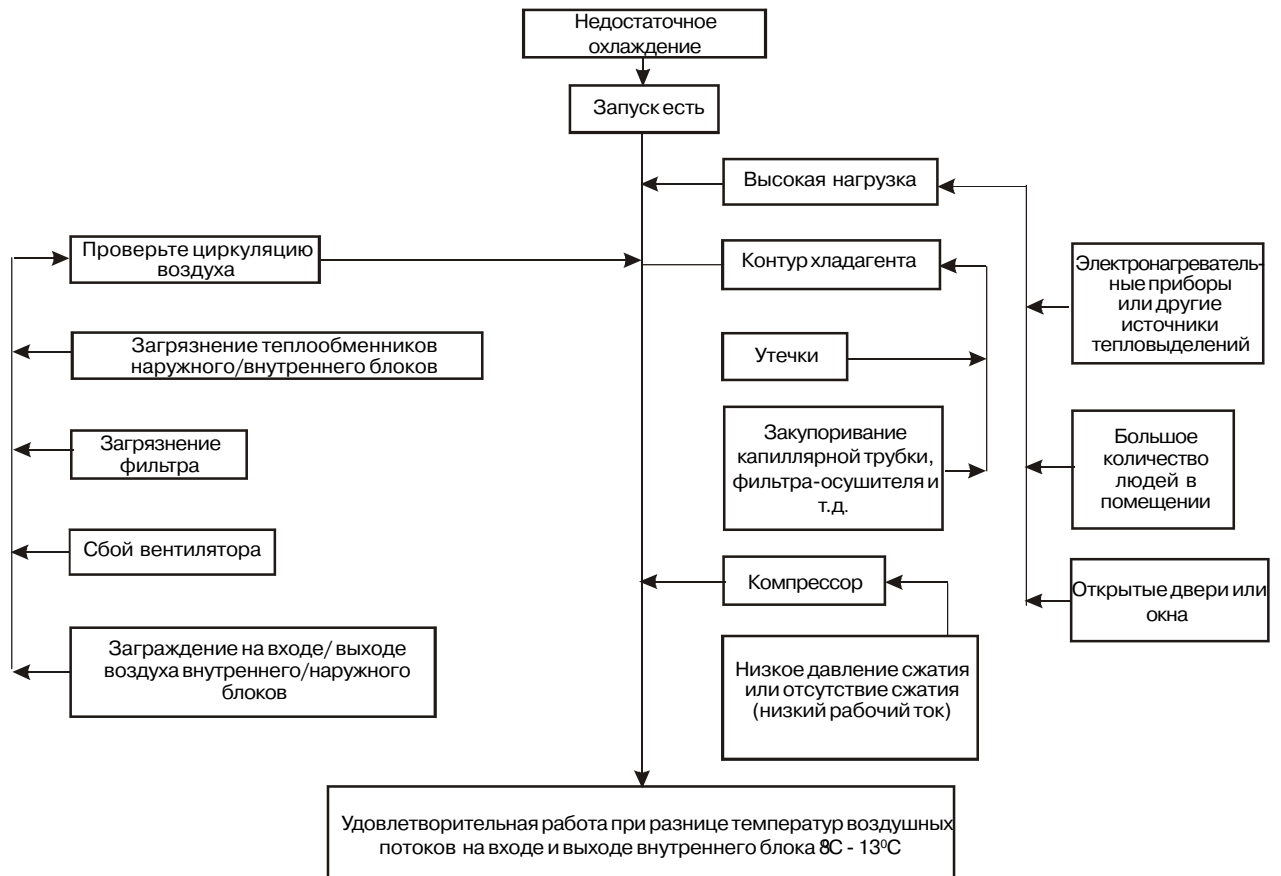 Недостаточное
охлаждение
Запуск есть
Высокая нагрузка
Проверьте циркуляцию
воздуха
Контур хладагента
Электронагреватель-
ные приборы
или другие
источники
тепловыделений
Загрязнение теплообменников
наружного/внутреннего блоков
Утечки
Загрязнение
фильтра
Закупоривание
капиллярной трубки,
фильтра-осушителя и
т.д.
Большое
количество
людей в
помещении
Сбой вентилятора
Компрессор
Открытые двери или
окна
Заграждение на входе/ выходе
воздуха внутреннего/наружного
блоков
Низкое давление сжатия
или отсутствие сжатия
(низкий рабочий ток)
Удовлетворительная работа при разнице температур воздушных
потоков на входе и выходе внутреннего блока 8C - 13⁰C